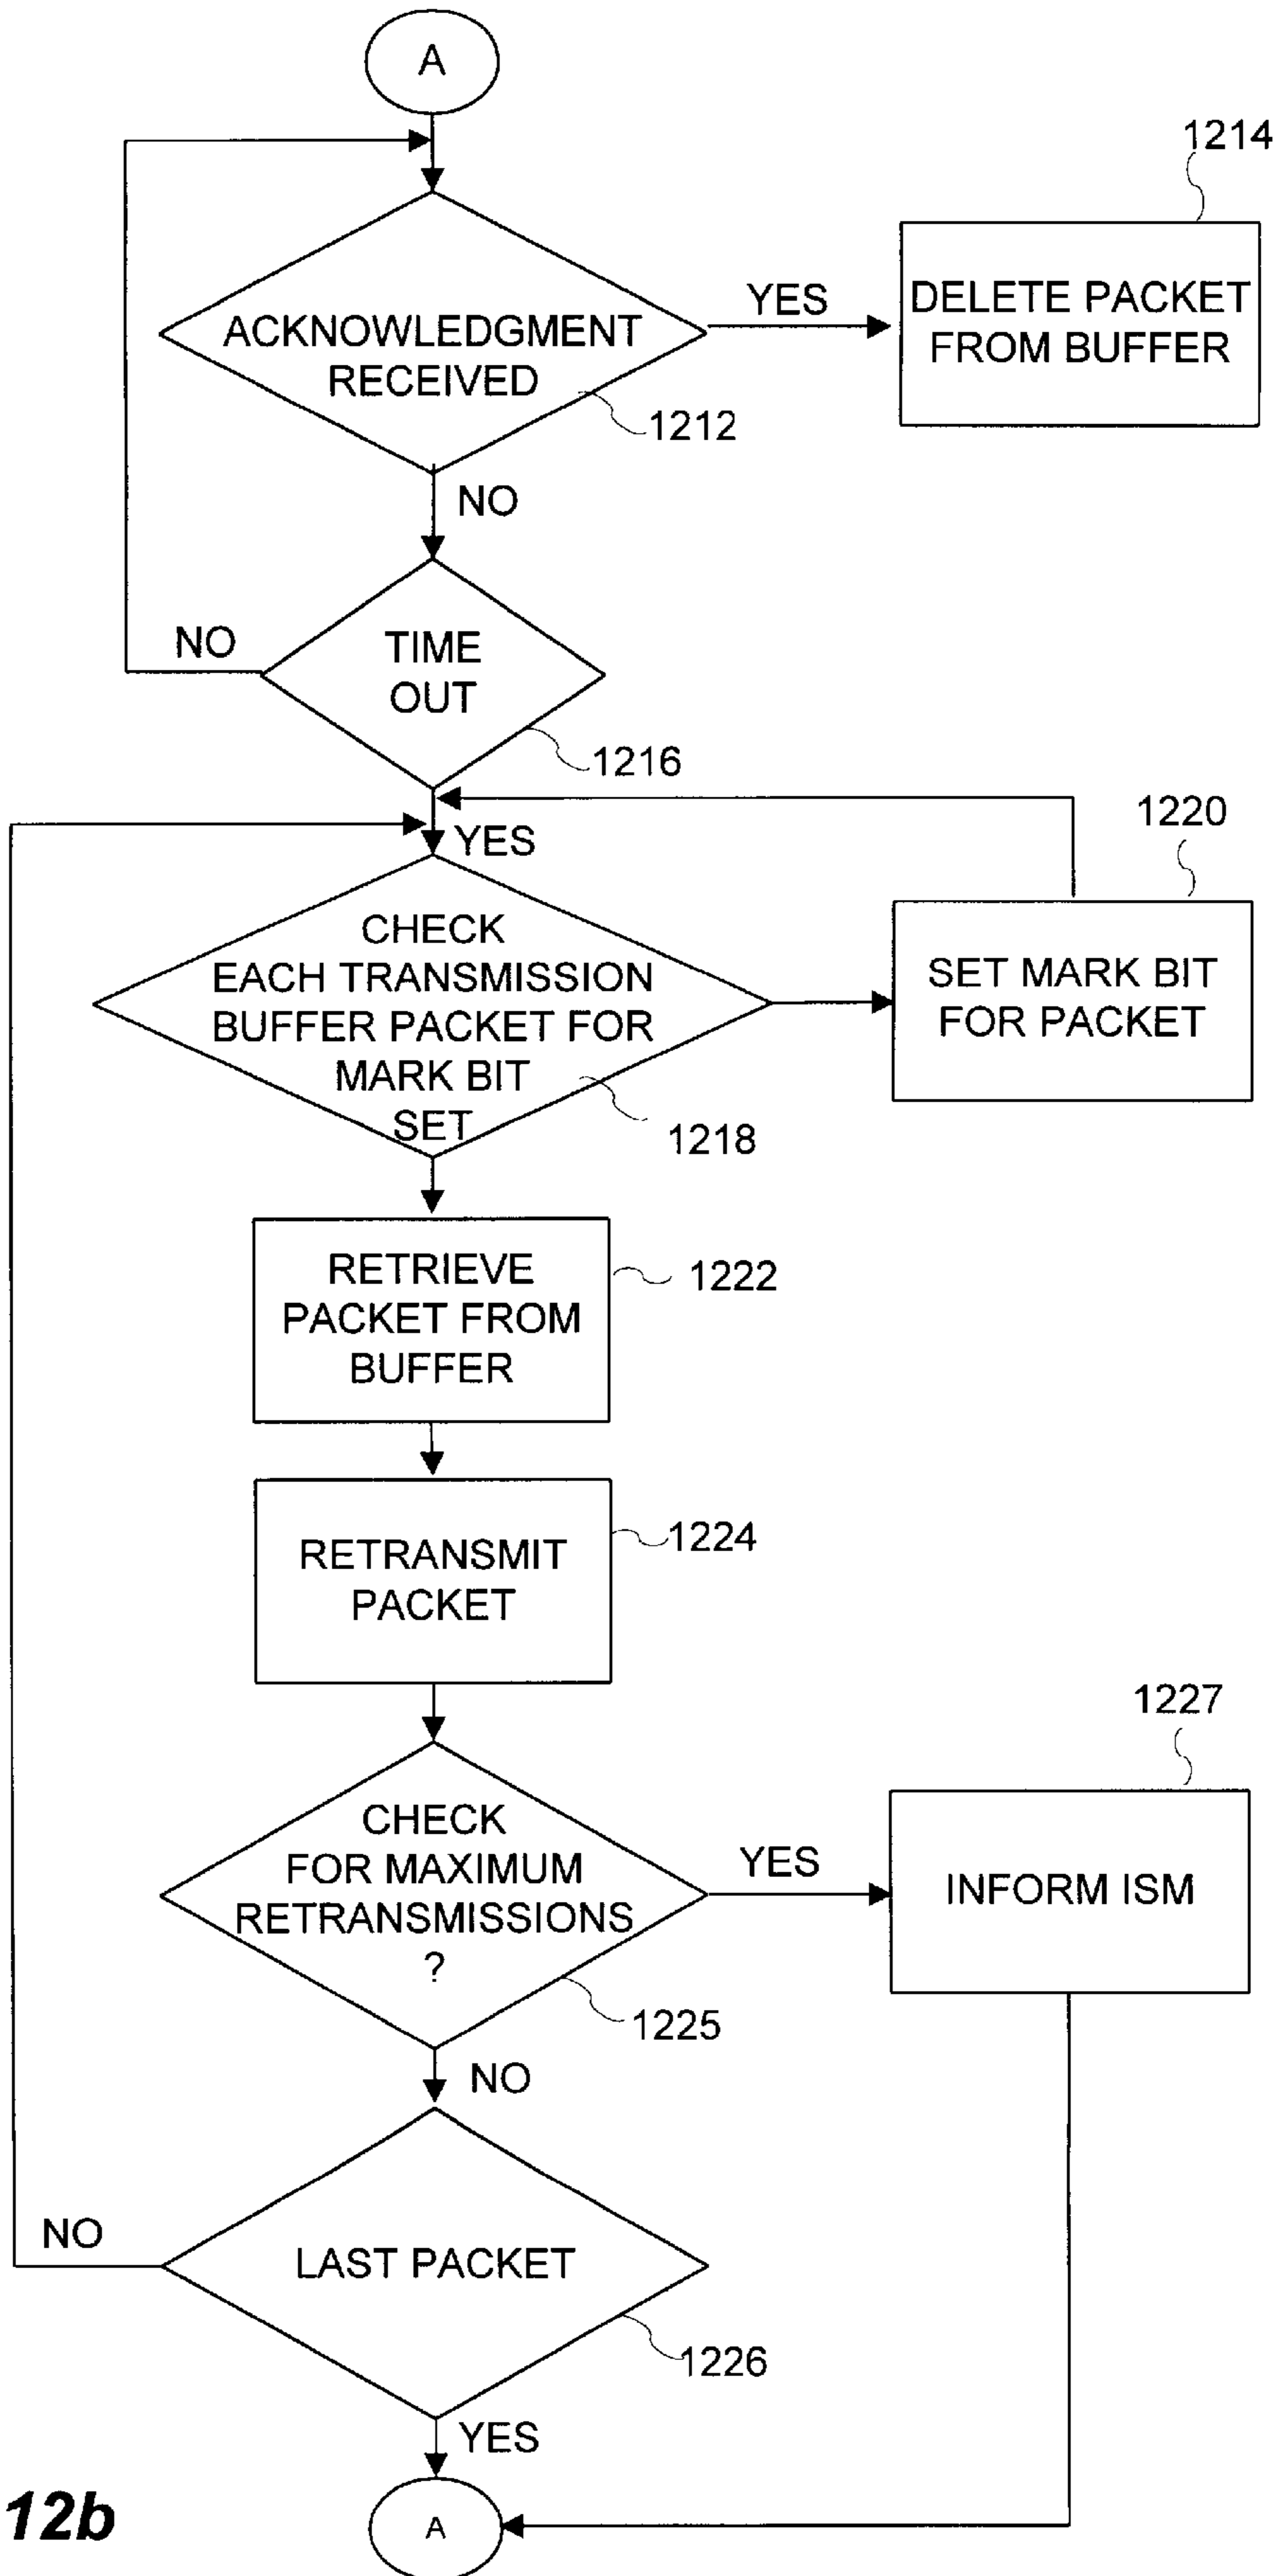 A
1214
YES
DELETE PACKET
FROM BUFFER
ACKNOWLEDGMENT
RECEIVED
1212
NO
NO
TIME
OUT
1216
YES
1220
CHECK
EACH TRANSMISSION
BUFFER PACKET FOR
MARK BIT
SET
1218
SET MARK BIT
FOR PACKET
RETRIEVE
PACKET FROM
BUFFER
1222
RETRANSMIT
PACKET
1224
1227
CHECK
FOR MAXIMUM
RETRANSMISSIONS
?
1225
YES
INFORM ISM
NO
NO
LAST PACKET
1226
YES
A
12b